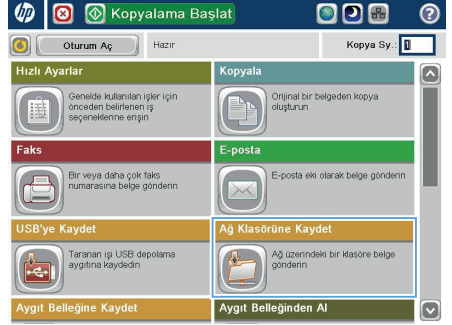 hp
Kopyalama Başlat
?
Oturum Aç
Hazır
Kopya Sy.:
1
Hızlı Ayarlar
Genelde kullanılan işler için
önceden belirlenen iş
seçeneklerine erişin
Kopyala
Orijinal bir belgeden kopya
oluşturun
Faks
Bir veya daha çok faks
numarasına belge gönderin
E-posta
E-posta eki olarak belge gönderin
USB'ye Kaydet
Taranan işi USB depolama
aygıtına kaydedin
Ağ Klasörüne Kaydet
Ağ üzerindeki bir klasöre belge
gönderin
Aygıt Belleğine Kaydet
Aygıt Belleğinden Al